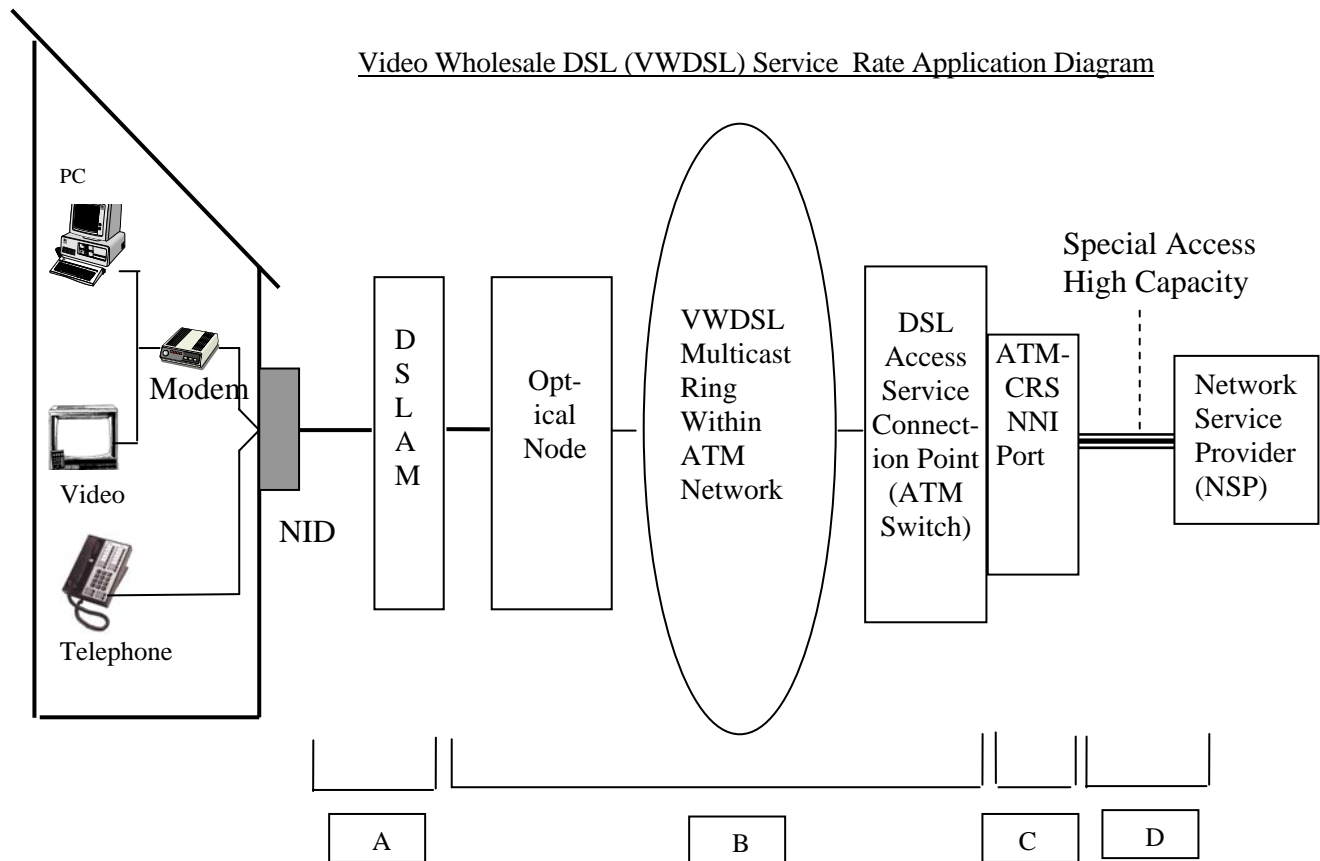 Video Wholesale DSL (VWDSL) Service Rate Application Diagram
PC
Modem
Video
Telephone
NID
D
S
L
A
M
Opt-
ical
Node
VWDSL
Multicast
Ring
Within
ATM
Network
DSL
Access
Service
Connect-
ion Point
(ATM
Switch)
ATM-
CRS
NNI
Port
Special Access
High Capacity
Network
Service
Provider
(NSP)
A
B
C
D